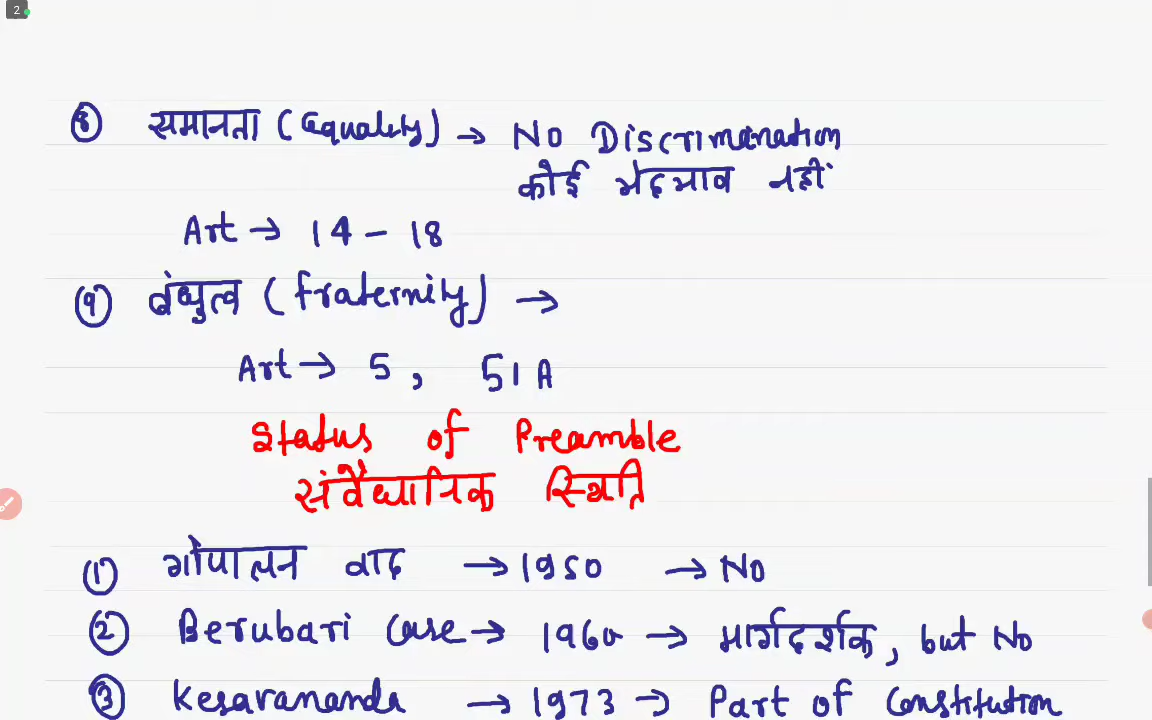 2
⑧ समानता (Equality) → No Discrimination
कोई भेदभाव नहीं
Art → 14 - 18
⑨ बंधुत्व (fraternity) →
Art → 5, 51A
Status of Preamble
संवैधानिक स्थिति
① गोपालन वाद → 1950 → No
② Berubari Case → 1960 → मार्गदर्शक, but No
③ Kesavananda → 1973 → Part of Constitution